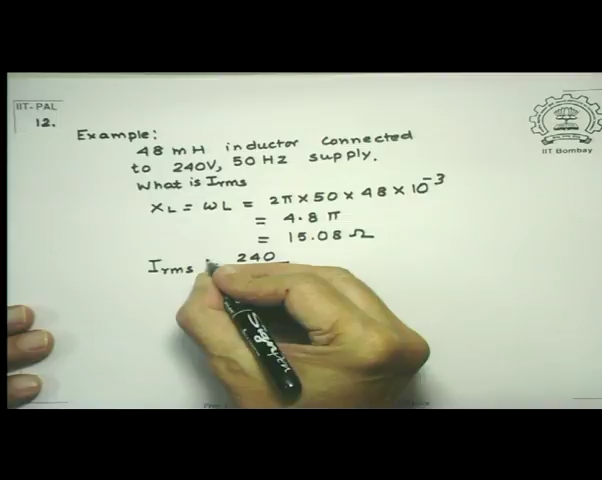 IIT-PAL
12.
Example:
48 mH inductor connected
to 240V, 50 Hz supply.
What is Irms
XL = ωL = 2π × 50 × 48 × 10⁻³
= 4.8 π
= 15.08 Ω
Irms
240
IIT Bombay